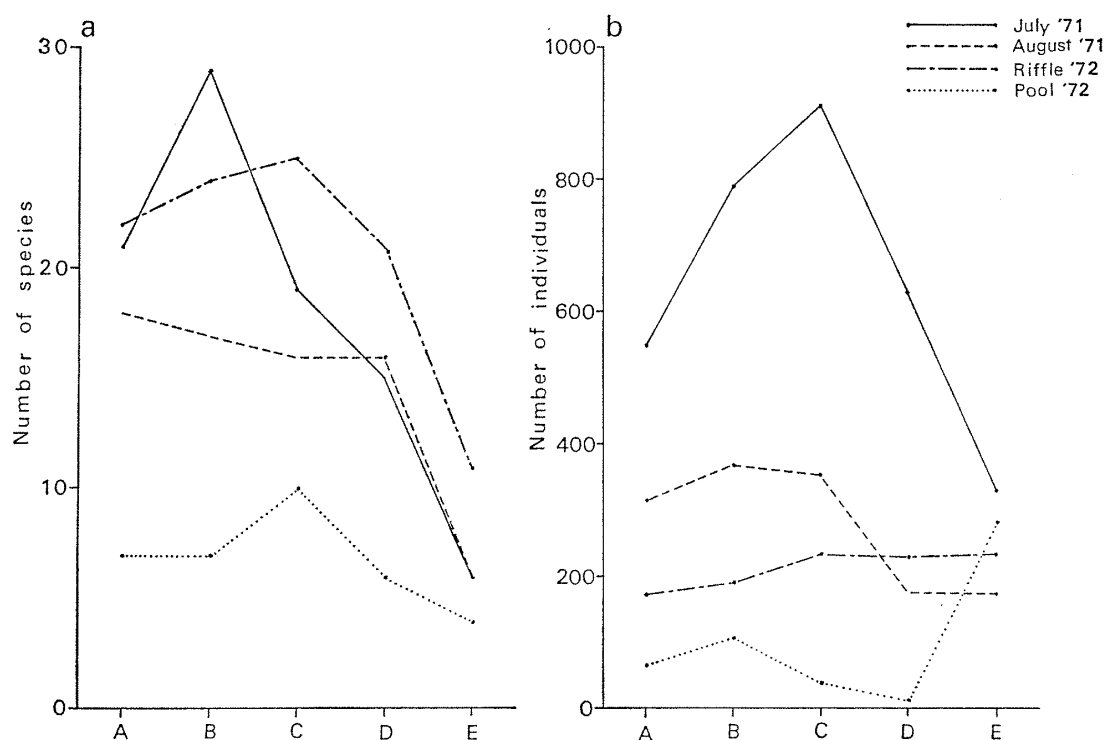 a
30
20
10
0
Number of species
A B C D E
b
1000
800
600
400
200
0
Number of individuals
A B C D E
July '71
August '71
Riffle '72
Pool '72